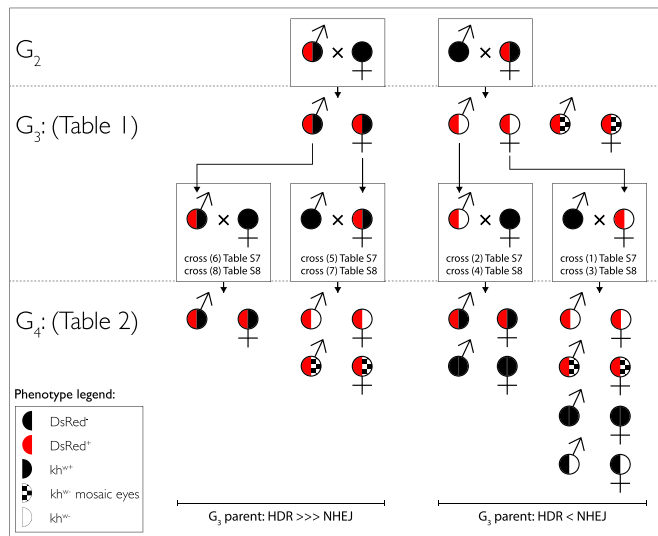 G₂
G₃: (Table 1)
cross (6) Table S7
cross (8) Table S8
cross (5) Table S7
cross (7) Table S8
cross (2) Table S7
cross (4) Table S8
cross (1) Table S7
cross (3) Table S8
G₄: (Table 2)
Phenotype legend:
DsRed⁻
DsRed⁺
khʷ⁺
khʷ⁻ mosaic eyes
khʷ⁻
G₃ parent: HDR >>> NHEJ
G₃ parent: HDR < NHEJ